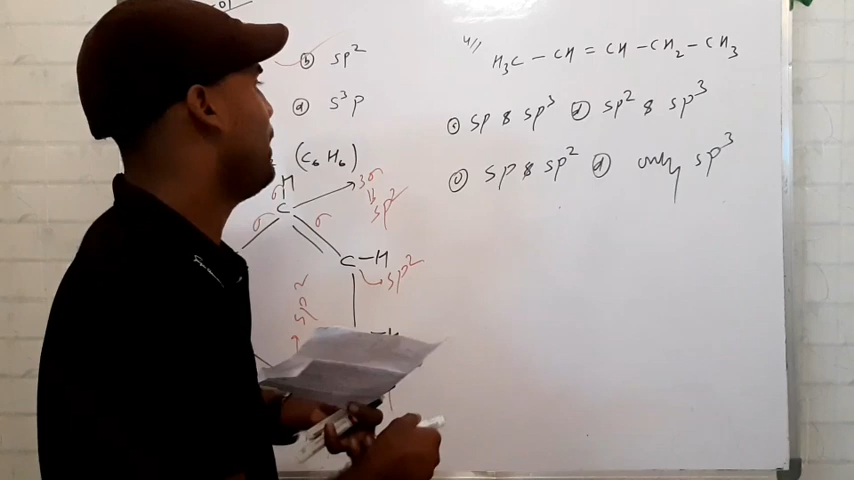 ⓑ sp²
ⓓ s³p
(C₆H₆)
H
σ
C
3σ
sp²
σ
σ
C-H
sp²
4//
H₃C-CH=CH-CH₂-CH₃
sp & sp³ ⓑ sp² & sp³
ⓒ sp & sp² ⓓ only sp³